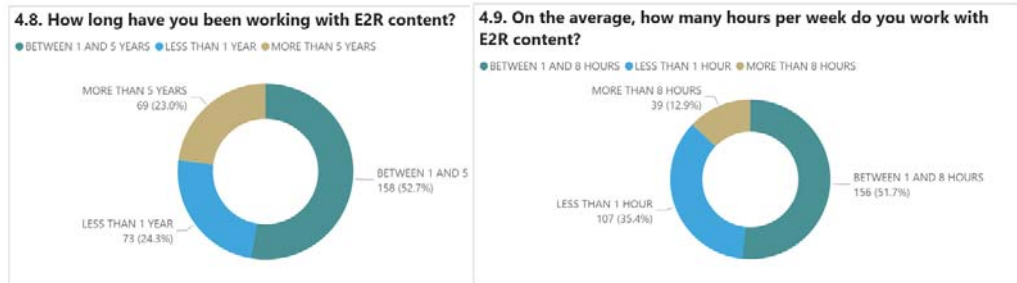 4.8. How long have you been working with E2R content?
BETWEEN 1 AND 5 YEARS LESS THAN 1 YEAR MORE THAN 5 YEARS
MORE THAN 5 YEARS
69 (23.0%)
BETWEEN 1 AND 5
158 (52.7%)
LESS THAN 1 YEAR
73 (24.3%)
4.9. On the average, how many hours per week do you work with
E2R content?
BETWEEN 1 AND 8 HOURS LESS THAN 1 HOUR MORE THAN 8 HOURS
MORE THAN 8 HOURS
39 (12.9%)
BETWEEN 1 AND 8 HOURS
156 (51.7%)
LESS THAN 1 HOUR
107 (35.4%)